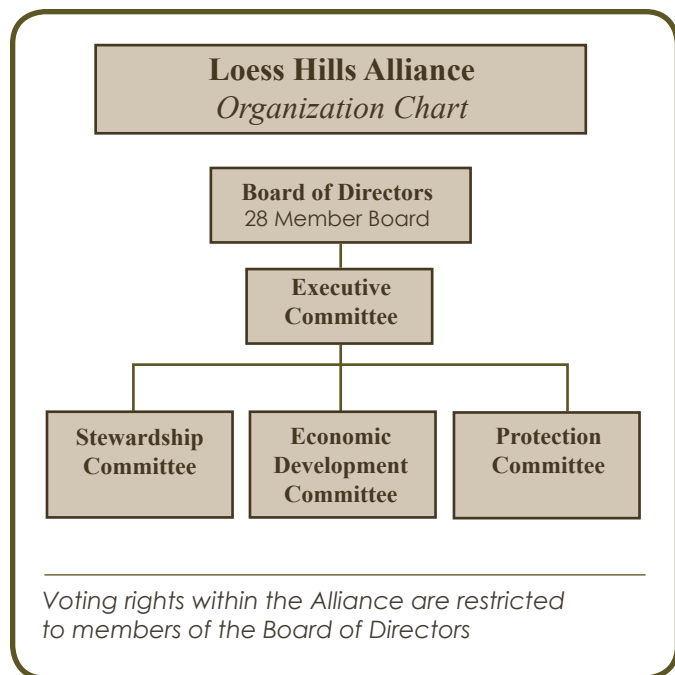 Loess Hills Alliance
Organization Chart
Board of Directors
28 Member Board
Executive
Committee
Stewardship
Committee
Economic
Development
Committee
Protection
Committee
Voting rights within the Alliance are restricted
to members of the Board of Directors